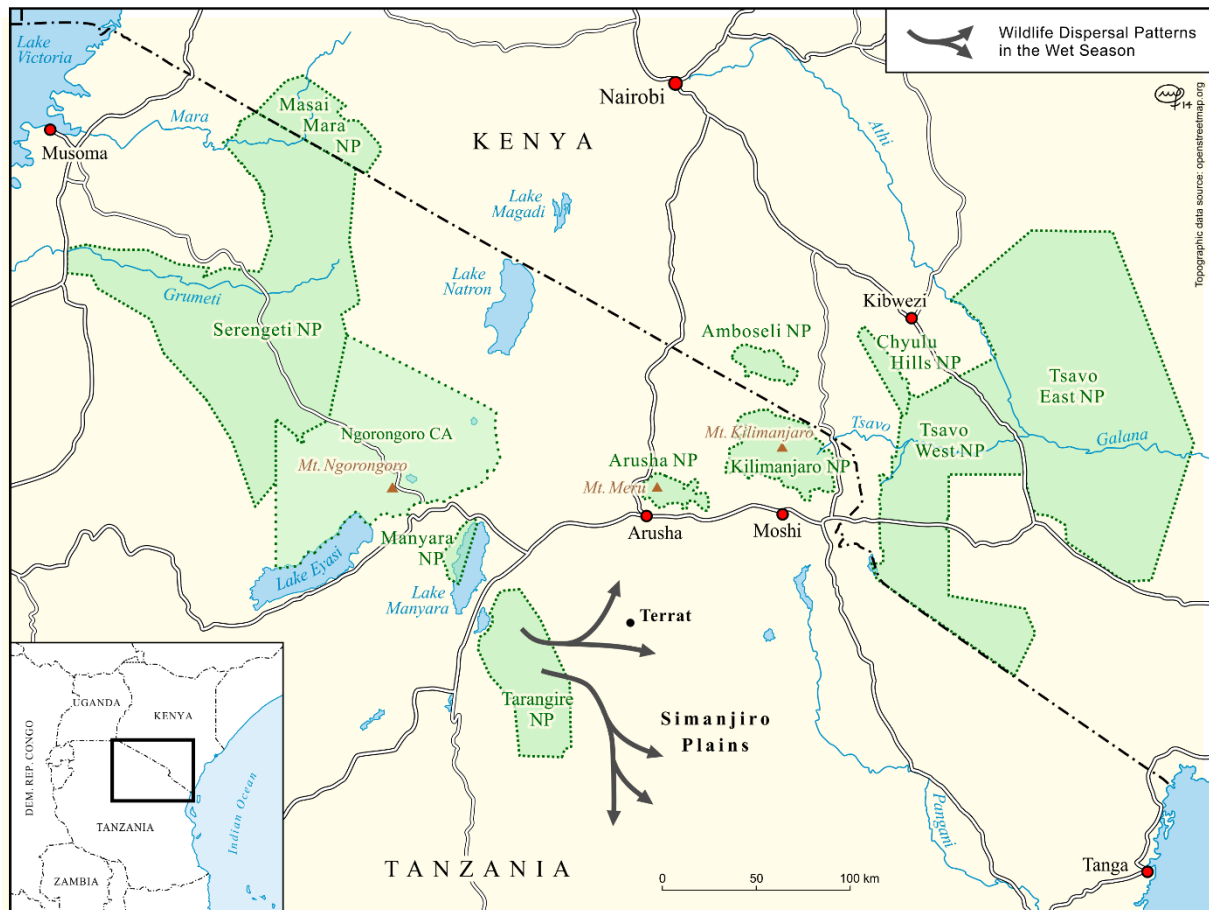 Wildlife Dispersal Patterns
in the Wet Season
Topographic data source: openstreetmap.org
14
Lake
Victoria
Musoma
Mara
Masai
Mara
NP
KENYA
Nairobi
Athi
Lake
Magadi
Lake
Natron
Grumeti
Serengeti NP
Amboseli NP
Kibwezi
Chyulu
Hills NP
Tsavo
East NP
Ngorongoro CA
Mt. Ngorongoro
Mt. Kilimanjaro
Kilimanjaro NP
Tsavo
Tsavo
West NP
Galana
Arusha NP
Mt. Meru
Arusha
Moshi
Manyara
NP
Lake Eyasi
Lake
Manyara
Terrat
Tarangire
NP
Simanjiro
Plains
Pangani
Tanga
TANZANIA
0
50
100 km
UGANDA
KENYA
DEM. REP. CONGO
TANZANIA
ZAMBIA
Indian Ocean